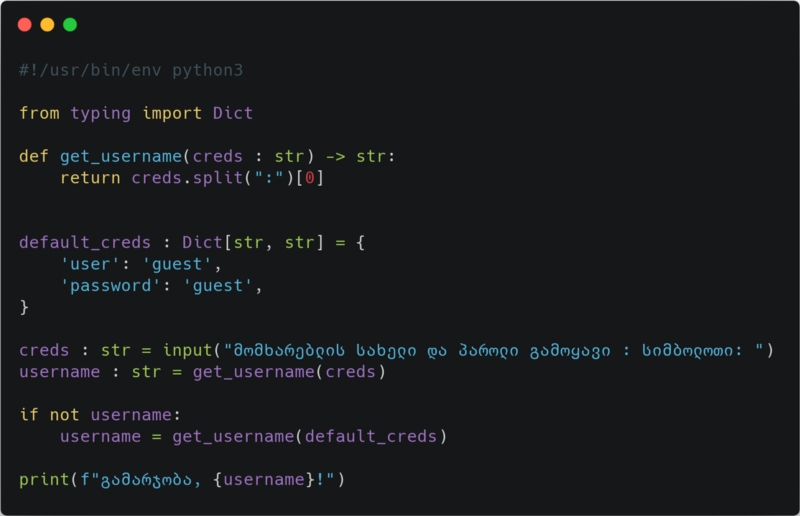 #!/usr/bin/env python3
from typing import Dict
def get_username(creds : str) -> str:
    return creds.split(":")[0]
default_creds : Dict[str, str] = {
    'user': 'guest',
    'password': 'guest',
}
creds : str = input("მომხარებლის სახელი და პაროლი გამოყავი : სიმბოლოთი: ")
username : str = get_username(creds)
if not username:
    username = get_username(default_creds)
print(f"გამარჯობა, {username}!")